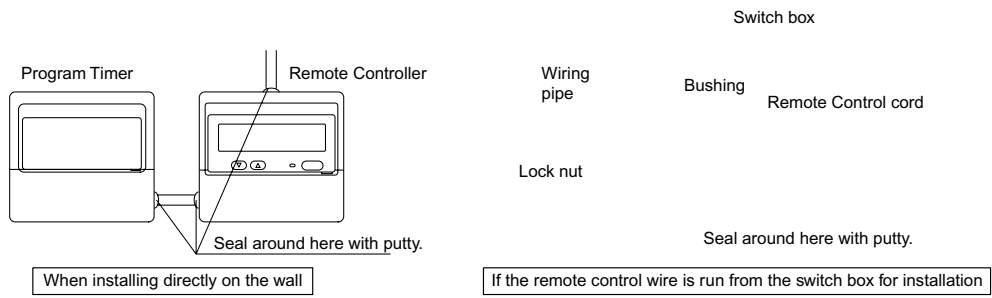 Program Timer
Remote Controller
Seal around here with putty.
When installing directly on the wall
Switch box
Wiring
pipe
Bushing
Remote Control cord
Lock nut
Seal around here with putty.
If the remote control wire is run from the switch box for installation